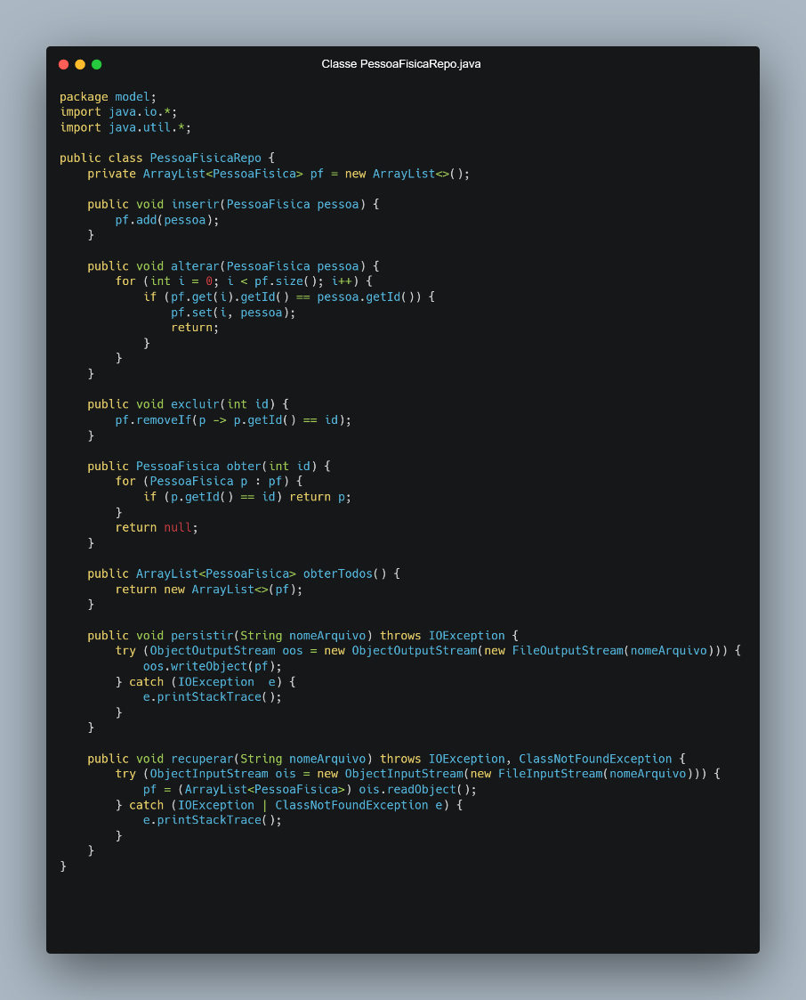 Classe PessoaFisicaRepo.java
package model;
import java.io.*;
import java.util.*;

public class PessoaFisicaRepo {
    private ArrayList<PessoaFisica> pf = new ArrayList<>();

    public void inserir(PessoaFisica pessoa) {
        pf.add(pessoa);
    }

    public void alterar(PessoaFisica pessoa) {
        for (int i = 0; i < pf.size(); i++) {
            if (pf.get(i).getId() == pessoa.getId()) {
                pf.set(i, pessoa);
                return;
            }
        }
    }

    public void excluir(int id) {
        pf.removeIf(p -> p.getId() == id);
    }

    public PessoaFisica obter(int id) {
        for (PessoaFisica p : pf) {
            if (p.getId() == id) return p;
        }
        return null;
    }

    public ArrayList<PessoaFisica> obterTodos() {
        return new ArrayList<>(pf);
    }

    public void persistir(String nomeArquivo) throws IOException {
        try (ObjectOutputStream oos = new ObjectOutputStream(new FileOutputStream(nomeArquivo))) {
            oos.writeObject(pf);
        } catch (IOException  e) {
            e.printStackTrace();
        }
    }

    public void recuperar(String nomeArquivo) throws IOException, ClassNotFoundException {
        try (ObjectInputStream ois = new ObjectInputStream(new FileInputStream(nomeArquivo))) {
            pf = (ArrayList<PessoaFisica>) ois.readObject();
        } catch (IOException | ClassNotFoundException e) {
            e.printStackTrace();
        }
    }
}